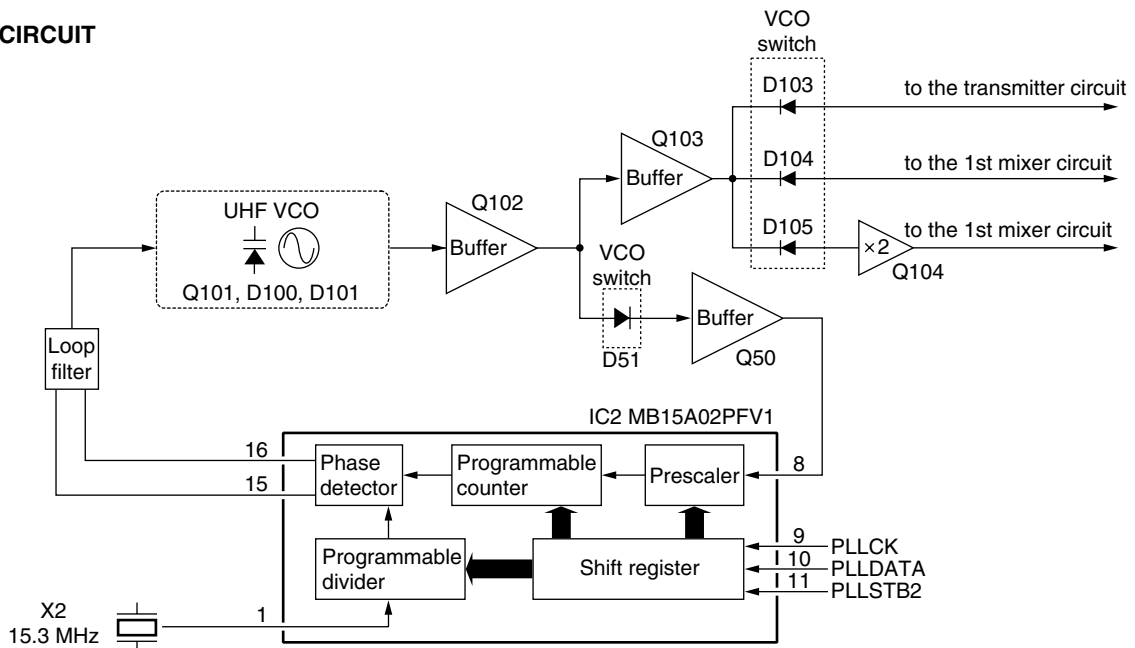 CIRCUIT
VCO
switch
D103
to the transmitter circuit
Q103
Buffer
D104
to the 1st mixer circuit
D105
×2
to the 1st mixer circuit
Q104
UHF VCO
Q101, D100, D101
Q102
Buffer
VCO
switch
D51
Buffer
Q50
Loop
filter
IC2 MB15A02PFV1
16
15
Phase
detector
Programmable
counter
Prescaler
8
Programmable
divider
Shift register
9
PLLCK
10
PLLDATA
11
PLLSTB2
X2
15.3 MHz
1